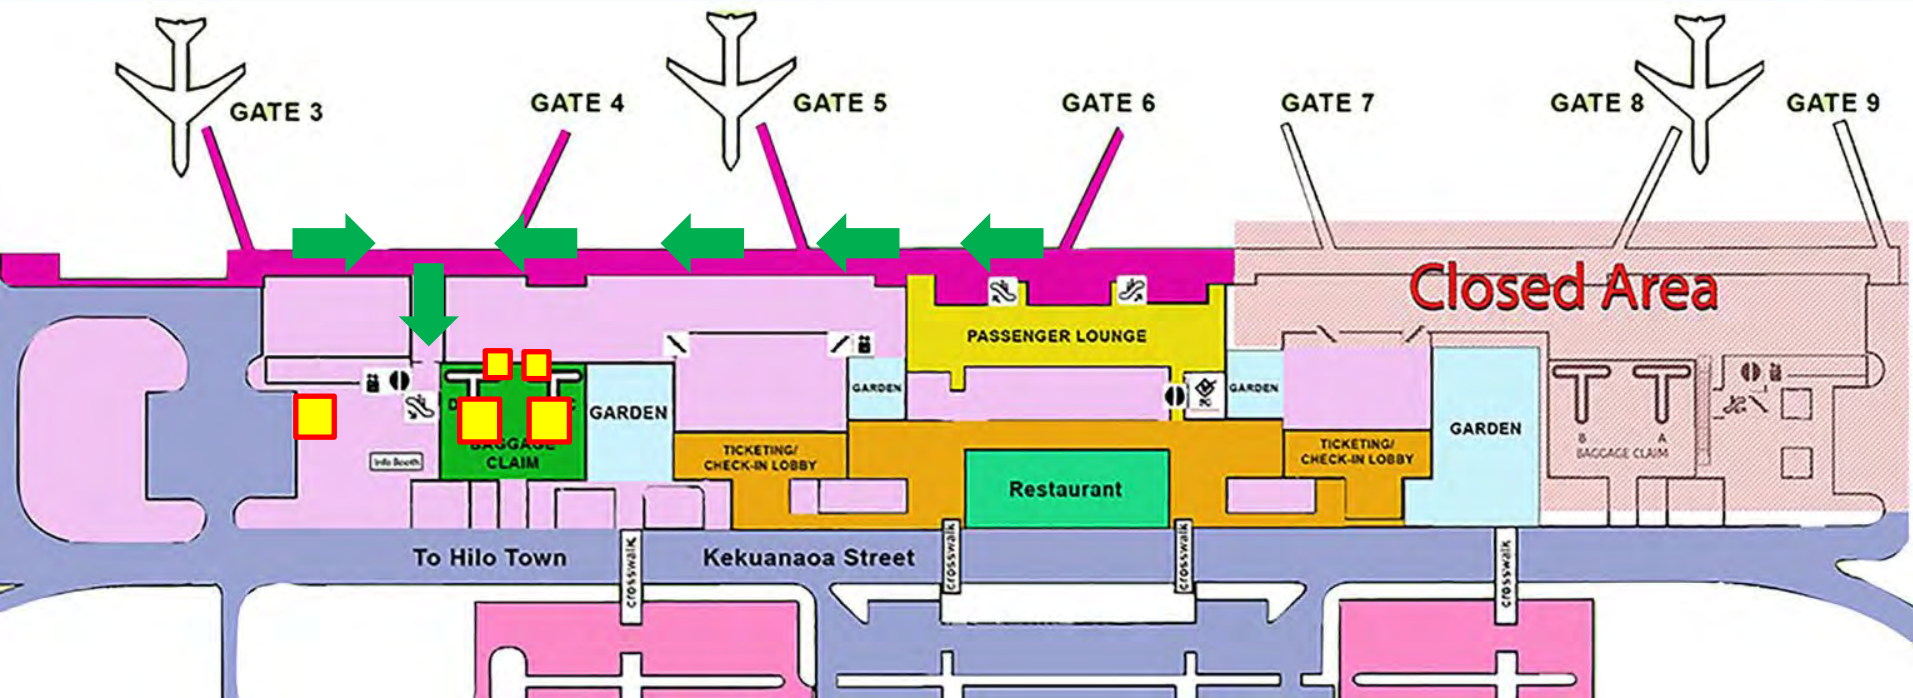 GATE 3
GATE 4
GATE 5
GATE 6
GATE 7
GATE 8
GATE 9
Closed Area
PASSENGER LOUNGE
GARDEN
GARDEN
GARDEN
GARDEN
D
C
BAGGAGE
CLAIM
Info Booth
TICKETING/
CHECK-IN LOBBY
TICKETING/
CHECK-IN LOBBY
B
A
BAGGAGE CLAIM
Restaurant
To Hilo Town
Kekuanaoa Street
crosswalk
crosswalk
crosswalk
crosswalk